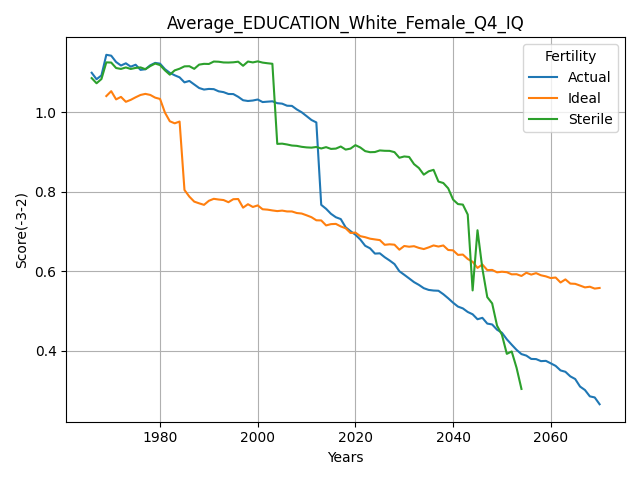 Average_EDUCATION_White_Female_Q4_IQ
Fertility
Actual
Ideal
Sterile
Score(-3-2)
1.0
0.8
0.6
0.4
1980 2000 2020 2040 2060
Years